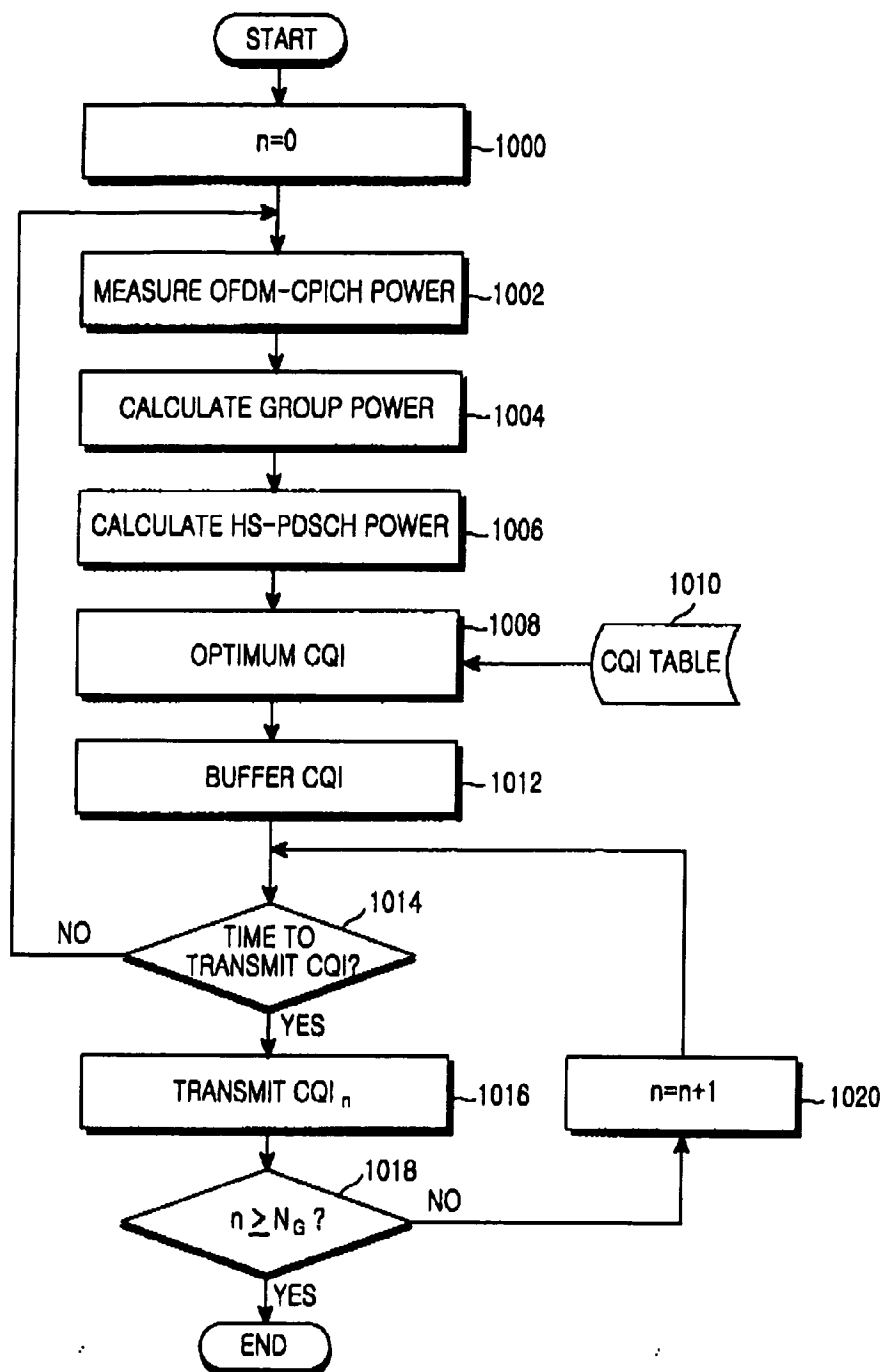 START
n=0
1000
MEASURE OFDM-CPICH POWER
1002
CALCULATE GROUP POWER
1004
CALCULATE HS-PDSCH POWER
1006
1008
OPTIMUM CQI
1010
CQI TABLE
BUFFER CQI
1012
1014
NO
TIME TO
TRANSMIT CQI?
YES
TRANSMIT CQI n
1016
n=n+1
1020
1018
n ≥ NG ?
NO
YES
END